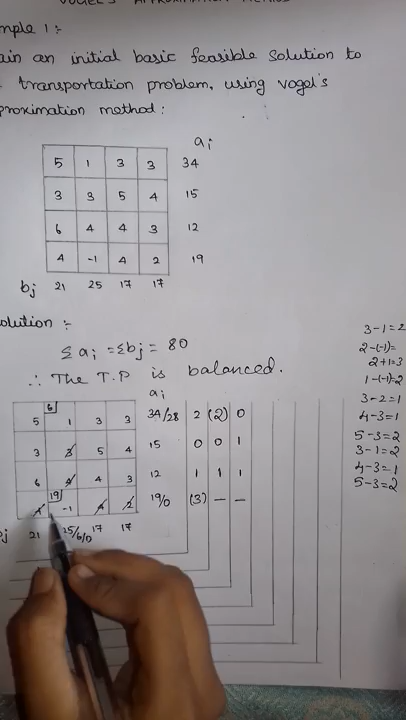 VOGEL'S APPROXIMATION METHOD
mple 1 :-
ain an initial basic feasible solution to
transportation problem, using vogel's
proximation method :
ai
5 1 3 3 34
3 3 5 4 15
6 4 4 3 12
4 -1 4 2 19
bj 21 25 17 17
olution :-
Σ ai = Σ bj = 80
∴ The T.P is balanced.
ai
6
5 1 3 3 34/28 2 (2) 0
3 3 5 4 15 0 0 1
6 4 4 3 12 1 1 1
19
4 -1 4 2 19/0 (3) - -
j 21 25/6/0 17 17
3-1=2
2-(-1)=
2+1=3
1-(-1)=2
3-2=1
4-3=1
5-3=2
3-1=2
4-3=1
5-3=2